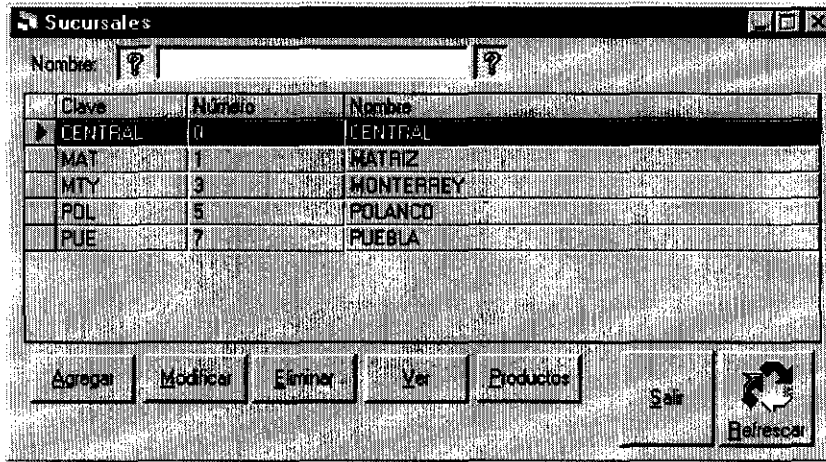 Sucursales
Nombre: ? ?
Clave Número Nombre
CENTRAL 0 CENTRAL
MAT 1 MATRIZ
MTY 3 MONTERREY
POL 5 POLANCO
PUE 7 PUEBLA
Agregar Modificar Eliminar Ver Productos Salir Refrescar